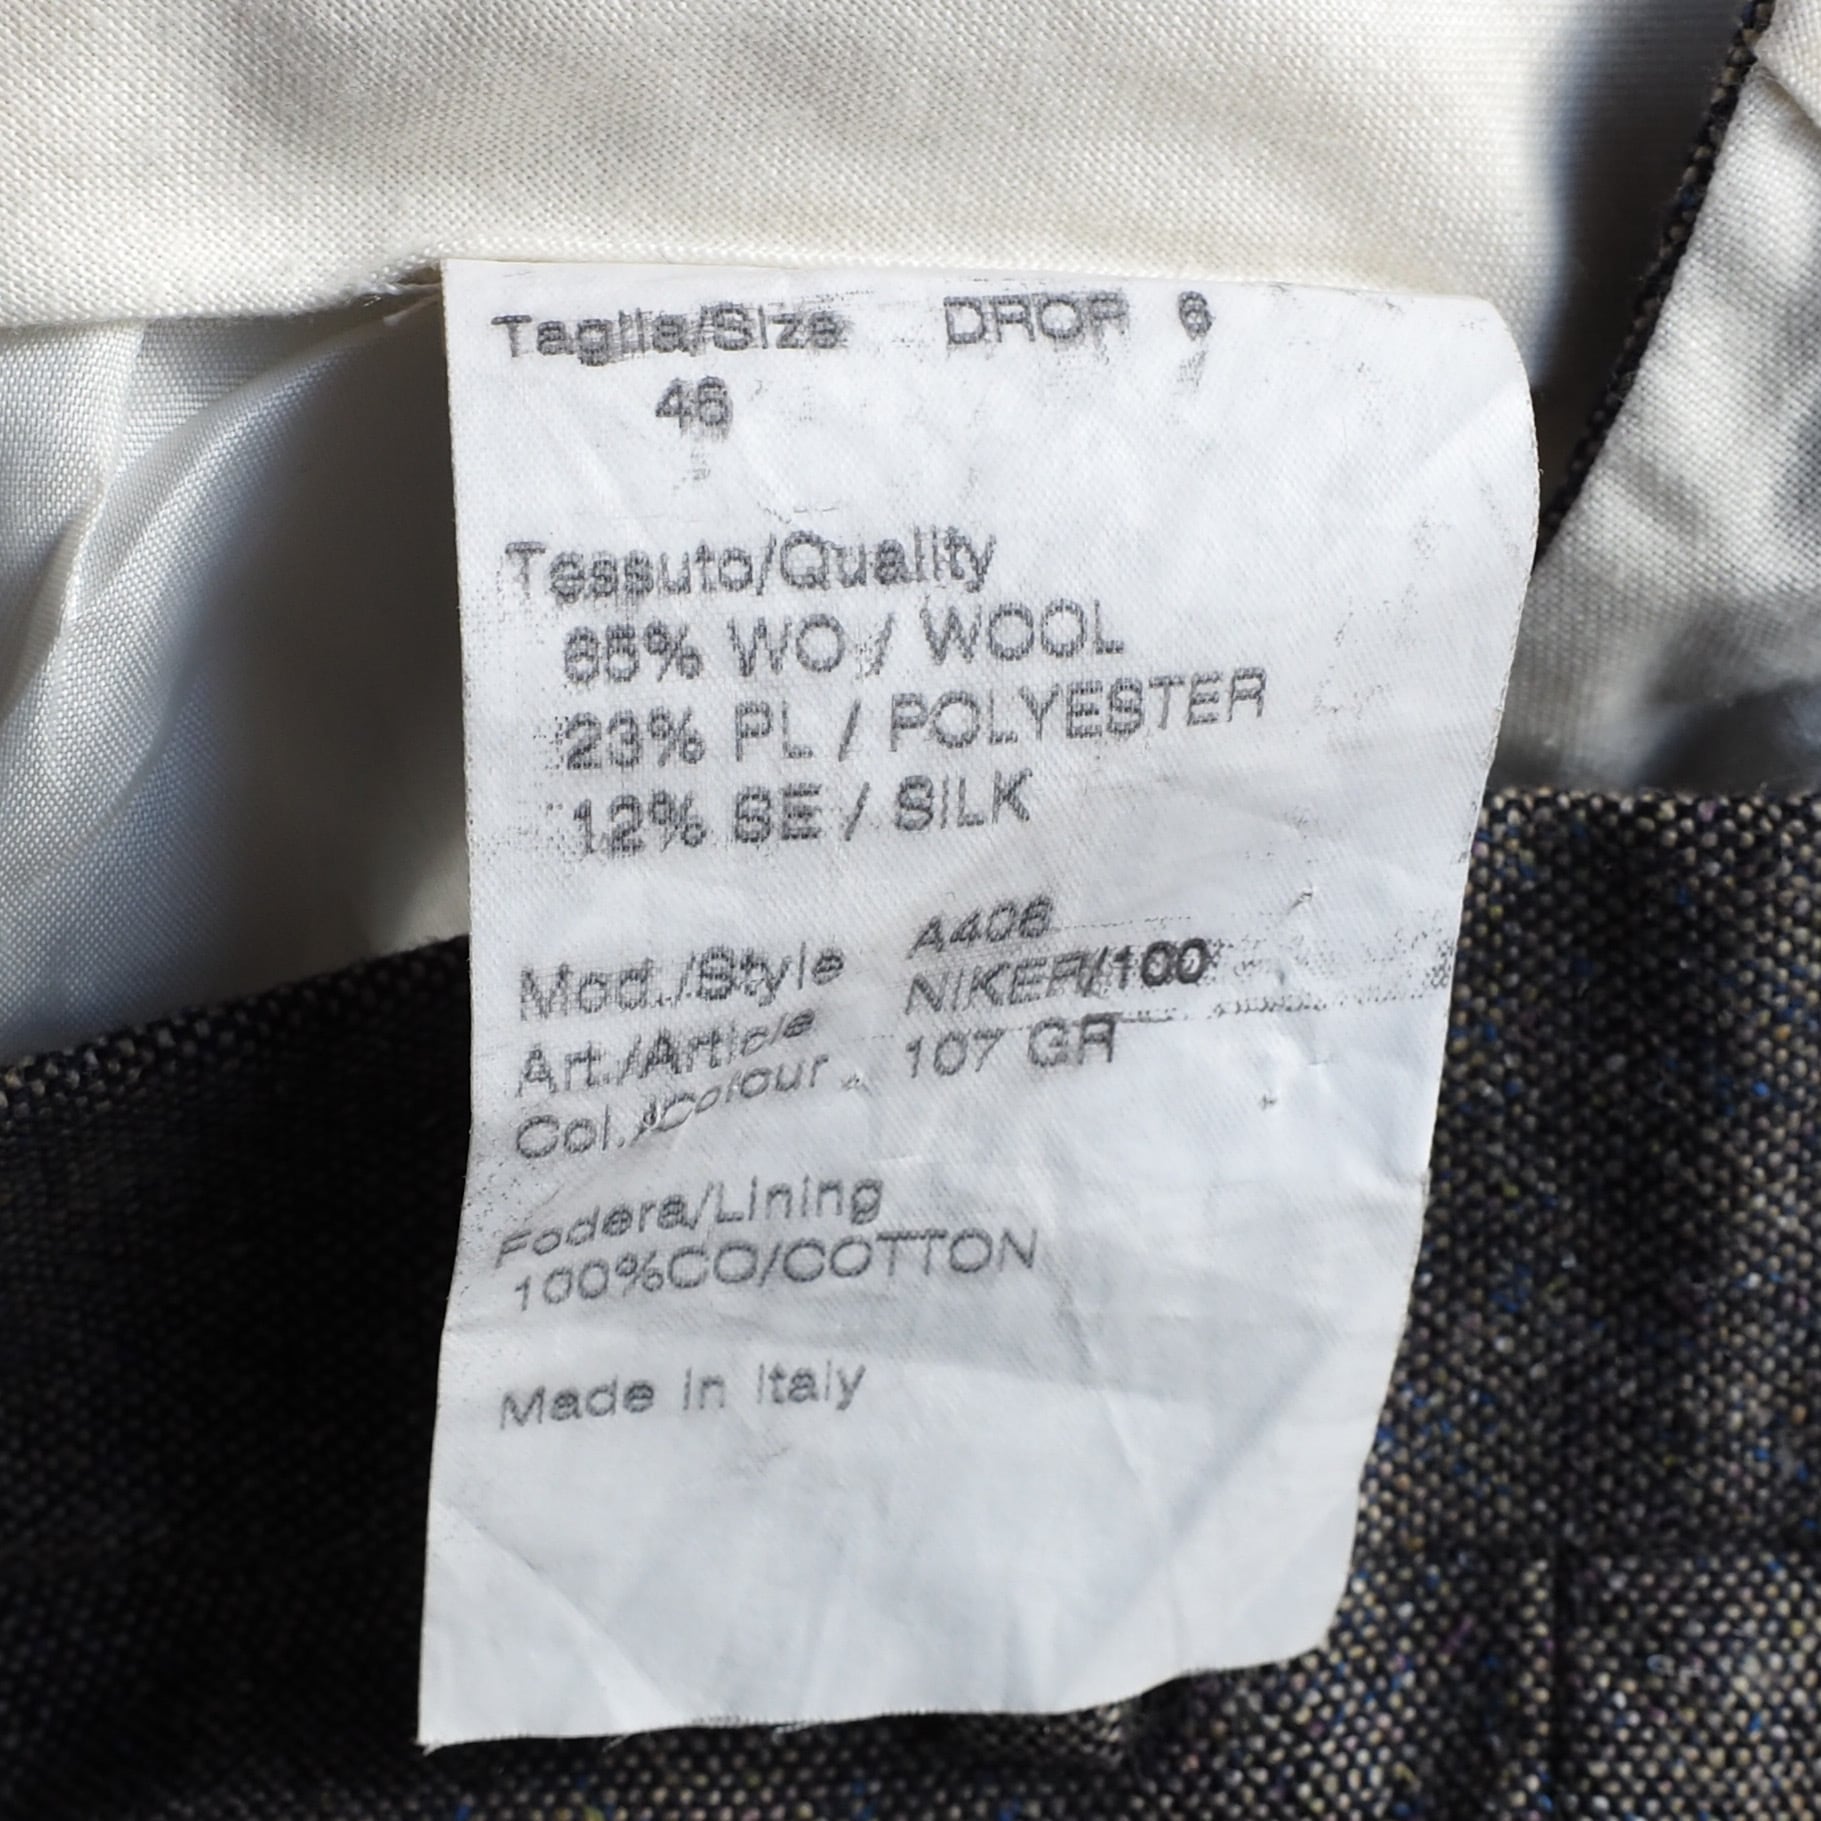 Taglia/Size DROP 6
46
Tessuto/Quality
65% WO / WOOL
23% PL / POLYESTER
12% SE / SILK
Mod./Style A406
Art./Article NIKER/100
Col./Colour 107 GR
Fodera/Lining
100%CO/COTTON
Made in Italy